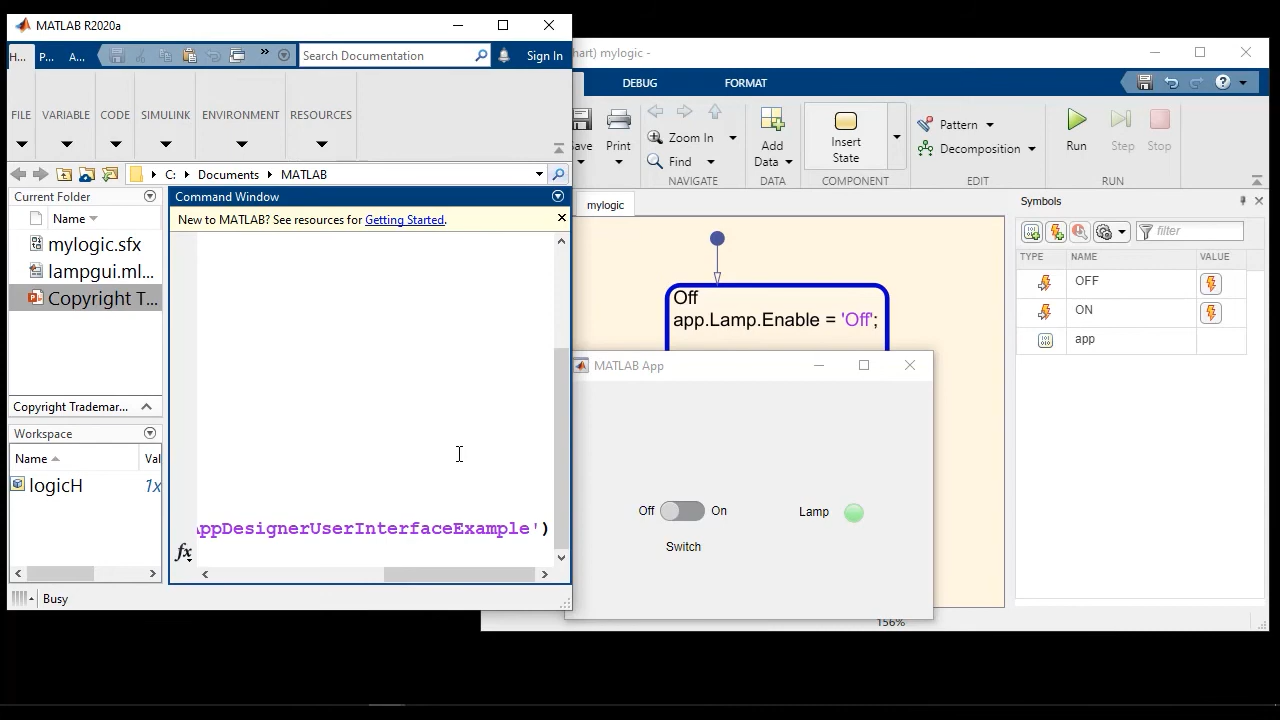 MATLAB R2020a
H... P... A...
Search Documentation
Sign In
FILE VARIABLE CODE SIMULINK ENVIRONMENT RESOURCES
C: Documents MATLAB
Current Folder
Name
mylogic.sfx
lampgui.ml...
Copyright T...
Copyright Trademar...
Workspace
Name Val
logicH 1x
Command Window
New to MATLAB? See resources for Getting Started.
AppDesignerUserInterfaceExample')
fx
Busy
hart) mylogic -
DEBUG FORMAT
ave
Print
Zoom In
Find
NAVIGATE
Add
Data
DATA
Insert
State
COMPONENT
Pattern
Decomposition
EDIT
Run
Step
Stop
RUN
mylogic
Off
app.Lamp.Enable = 'Off';
MATLAB App
Off On
Switch
Lamp
156%
Symbols
filter
TYPE NAME VALUE
OFF
ON
app